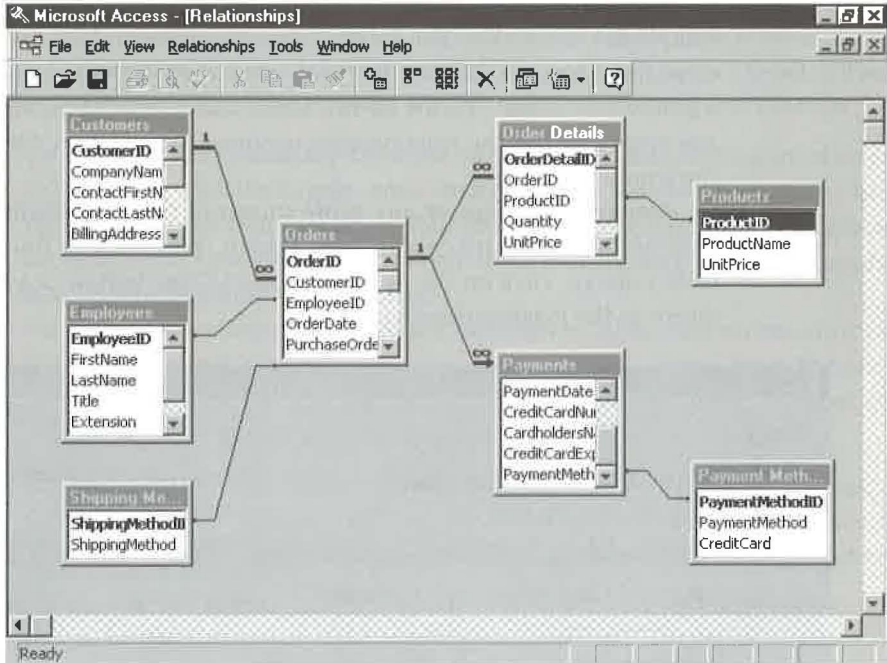 Microsoft Access - [Relationships]
File Edit View Relationships Tools Window Help
Customers
CustomerID
CompanyNam
ContactFirstN
ContactLastN
BillingAddress
1
∞
Employees
EmployeeID
FirstName
LastName
Title
Extension
Shipping Me...
ShippingMethodI
ShippingMethod
Orders
OrderID
CustomerID
EmployeeID
OrderDate
PurchaseOrde
1
∞
∞
Order Details
OrderDetailID
OrderID
ProductID
Quantity
UnitPrice
Products
ProductID
ProductName
UnitPrice
Payments
PaymentDate
CreditCardNu
CardholdersN
CreditCardExp
PaymentMeth
Payment Meth...
PaymentMethodID
PaymentMethod
CreditCard
Ready